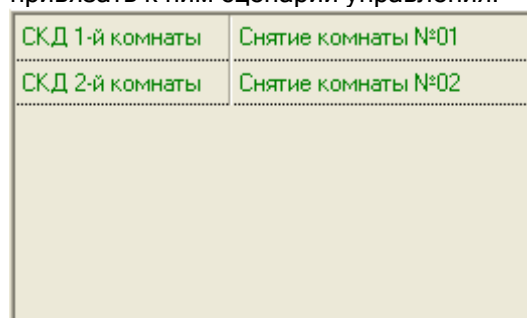 привязать к ним сценарии управления.
СКД 1-й комнаты Снятие комнаты №01
СКД 2-й комнаты Снятие комнаты №02